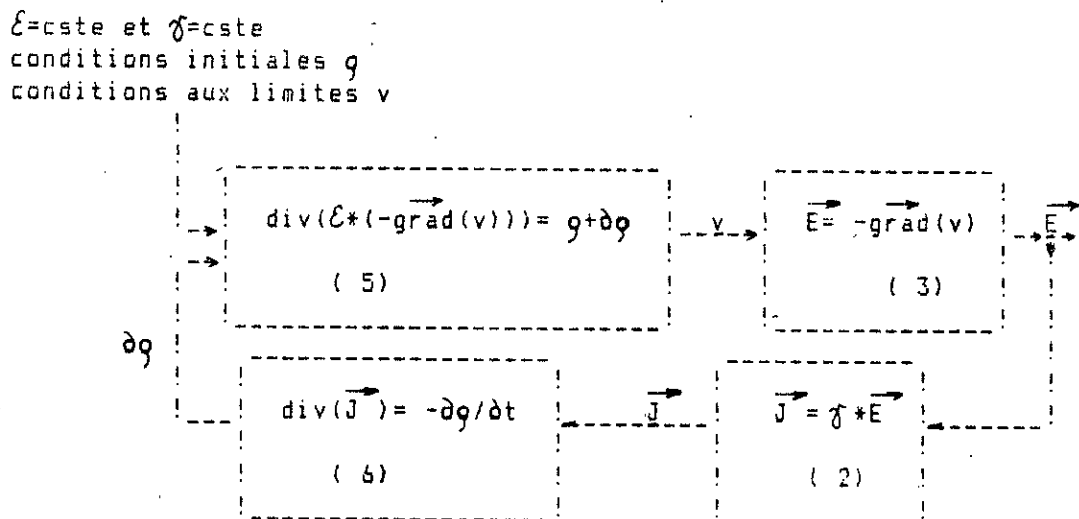 ℰ=cste et γ=cste
conditions initiales ρ
conditions aux limites v
div(ℰ*(-grad(v)))= ρ+∂ρ
( 5)
v
E= -grad(v)
( 3)
E
∂ρ
div(J )= -∂ρ/∂t
( 6)
J
J = γ *E
( 2)